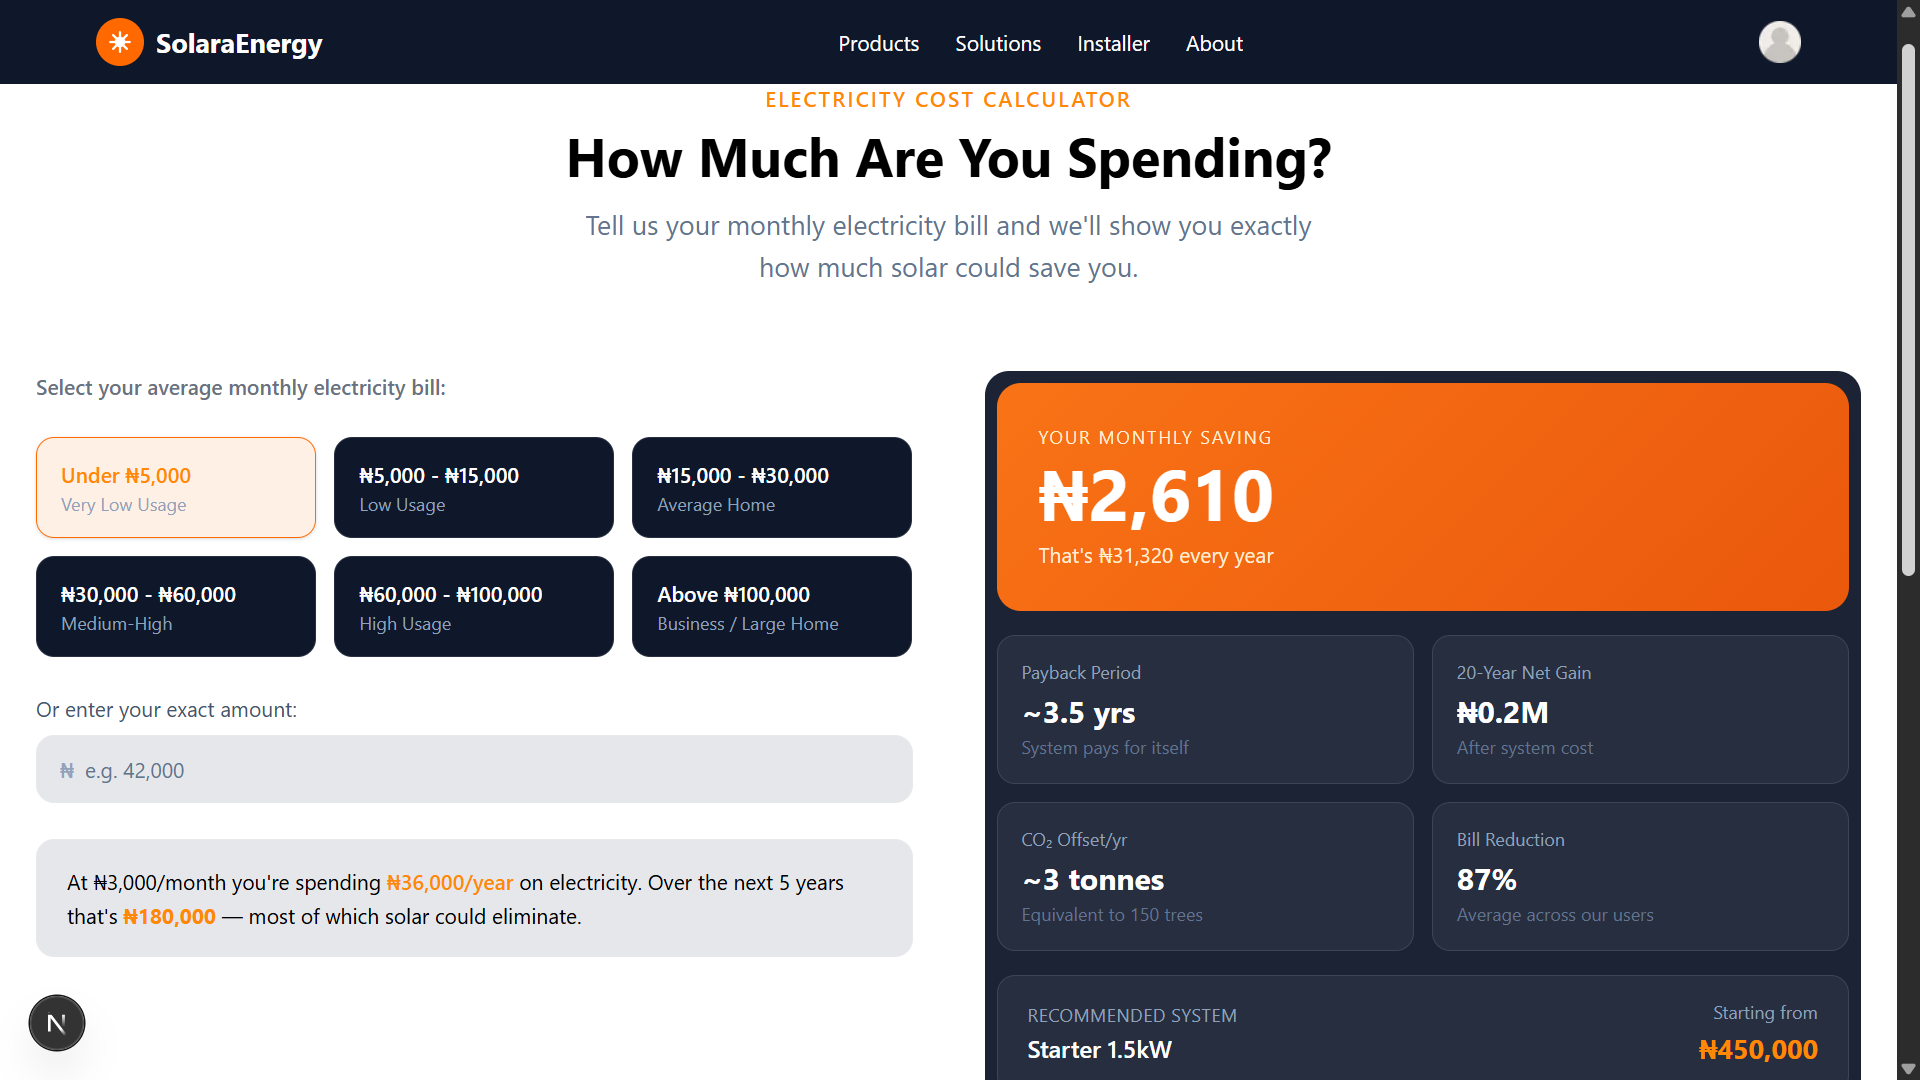 SolaraEnergy
Products
Solutions
Installer
About
ELECTRICITY COST CALCULATOR
How Much Are You Spending?
Tell us your monthly electricity bill and we'll show you exactly
how much solar could save you.
Select your average monthly electricity bill:
Under ₦5,000
Very Low Usage
₦5,000 - ₦15,000
Low Usage
₦15,000 - ₦30,000
Average Home
₦30,000 - ₦60,000
Medium-High
₦60,000 - ₦100,000
High Usage
Above ₦100,000
Business / Large Home
Or enter your exact amount:
₦ e.g. 42,000
At ₦3,000/month you're spending ₦36,000/year on electricity. Over the next 5 years
that's ₦180,000 — most of which solar could eliminate.
N
YOUR MONTHLY SAVING
₦2,610
That's ₦31,320 every year
Payback Period
~3.5 yrs
System pays for itself
20-Year Net Gain
₦0.2M
After system cost
CO₂ Offset/yr
~3 tonnes
Equivalent to 150 trees
Bill Reduction
87%
Average across our users
RECOMMENDED SYSTEM
Starter 1.5kW
Starting from
₦450,000